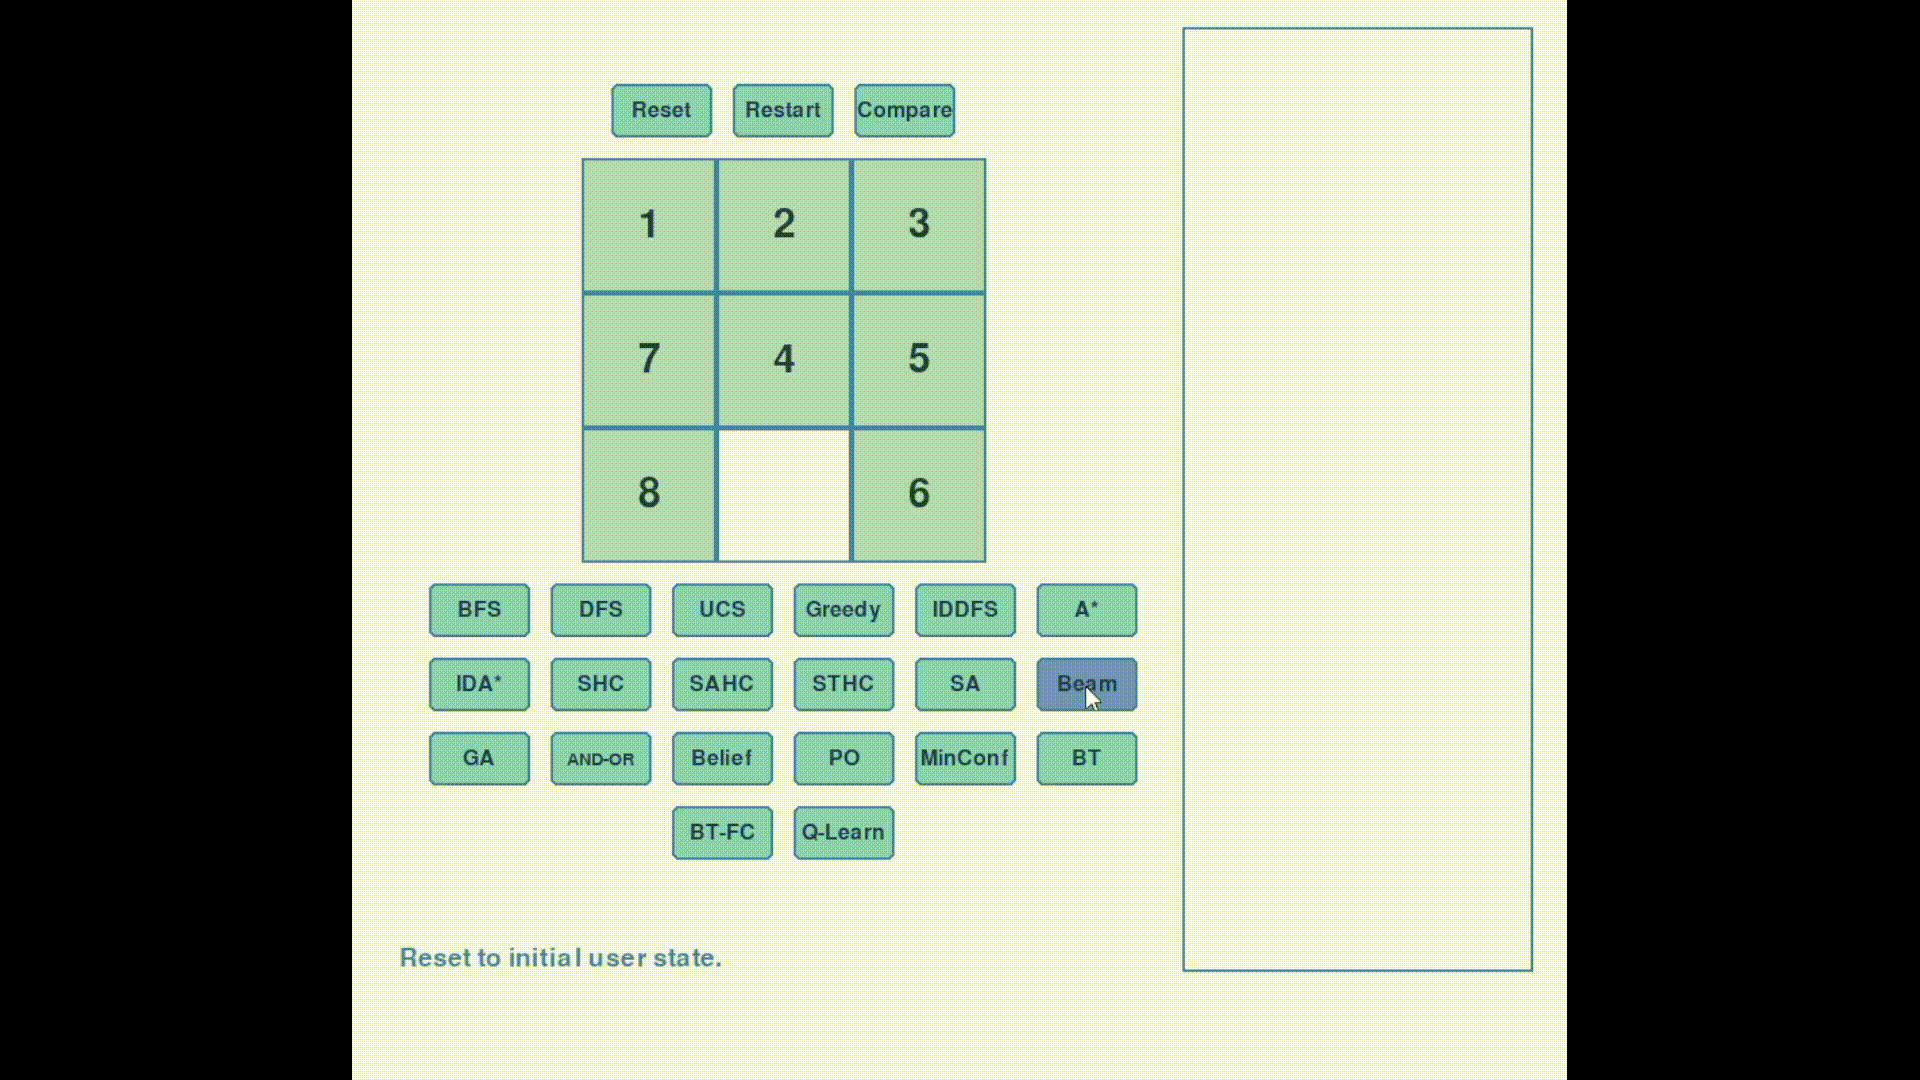 Reset Restart Compare
1 2 3
7 4 5
8 6
BFS DFS UCS Greedy IDDFS A*
IDA* SHC SAHC STHC SA Beam
GA AND-OR Belief PO MinConf BT
BT-FC Q-Learn
Reset to initial user state.